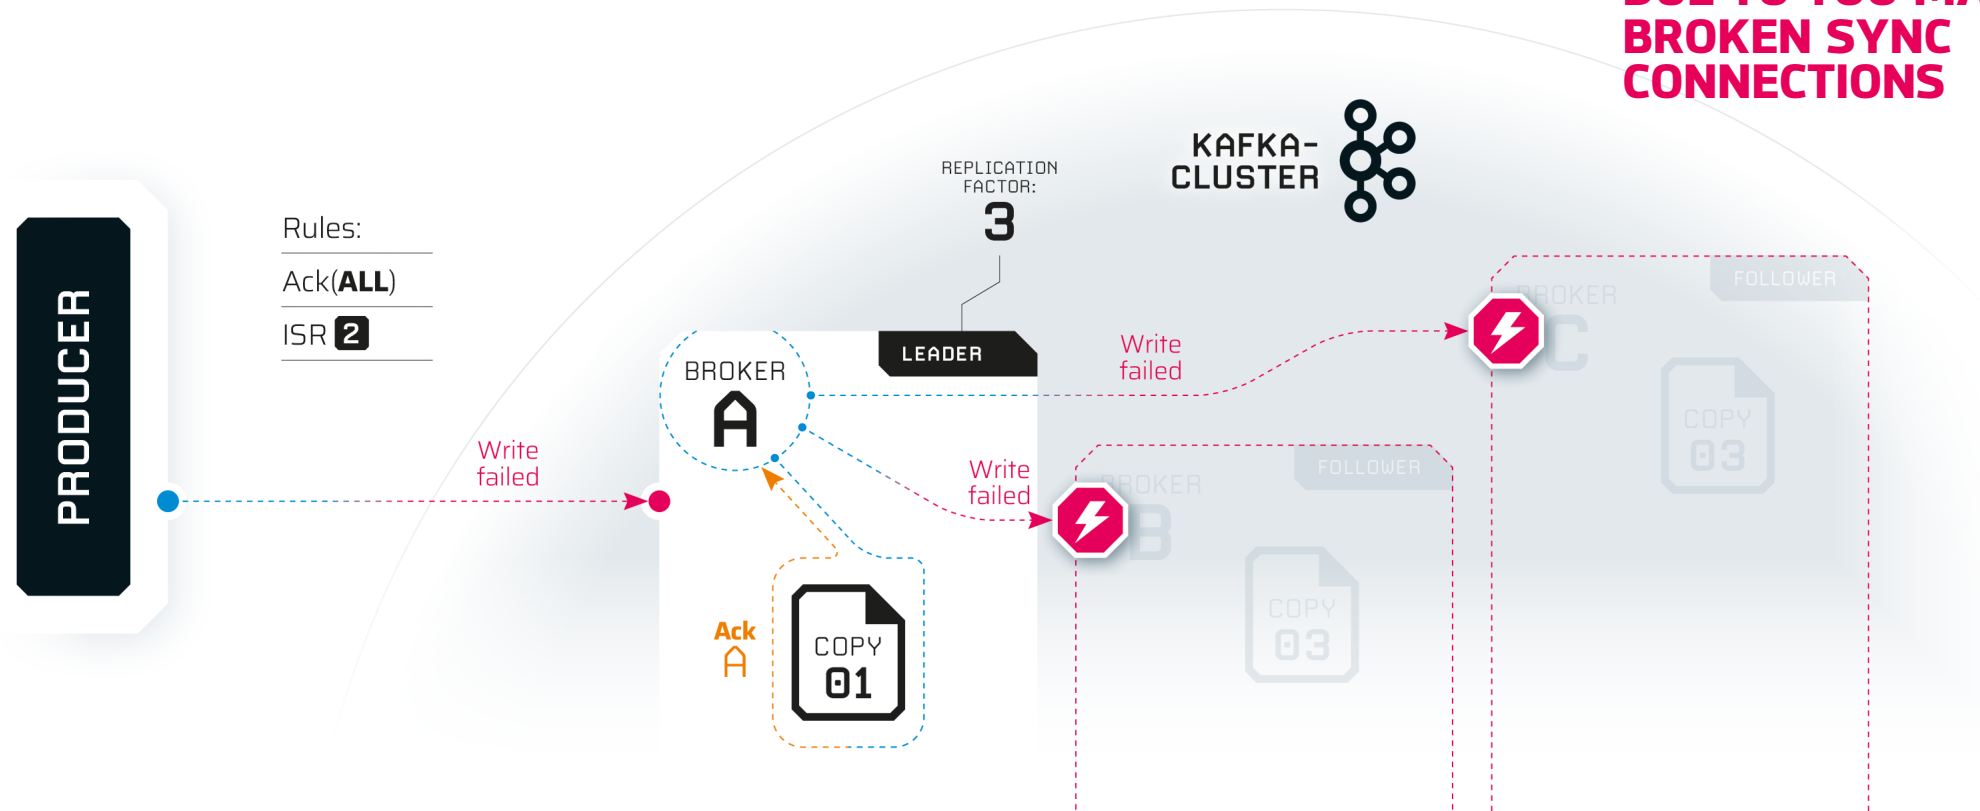 BROKEN SYNC
CONNECTIONS
KAFKA-
CLUSTER
REPLICATION
FACTOR:
3
PRODUCER
Rules:
Ack(ALL)
ISR 2
LEADER
BROKER
A
Write
failed
Write
failed
Write
failed
Ack
A
COPY
01
FOLLOWER
BROKER
B
COPY
03
FOLLOWER
BROKER
C
COPY
03